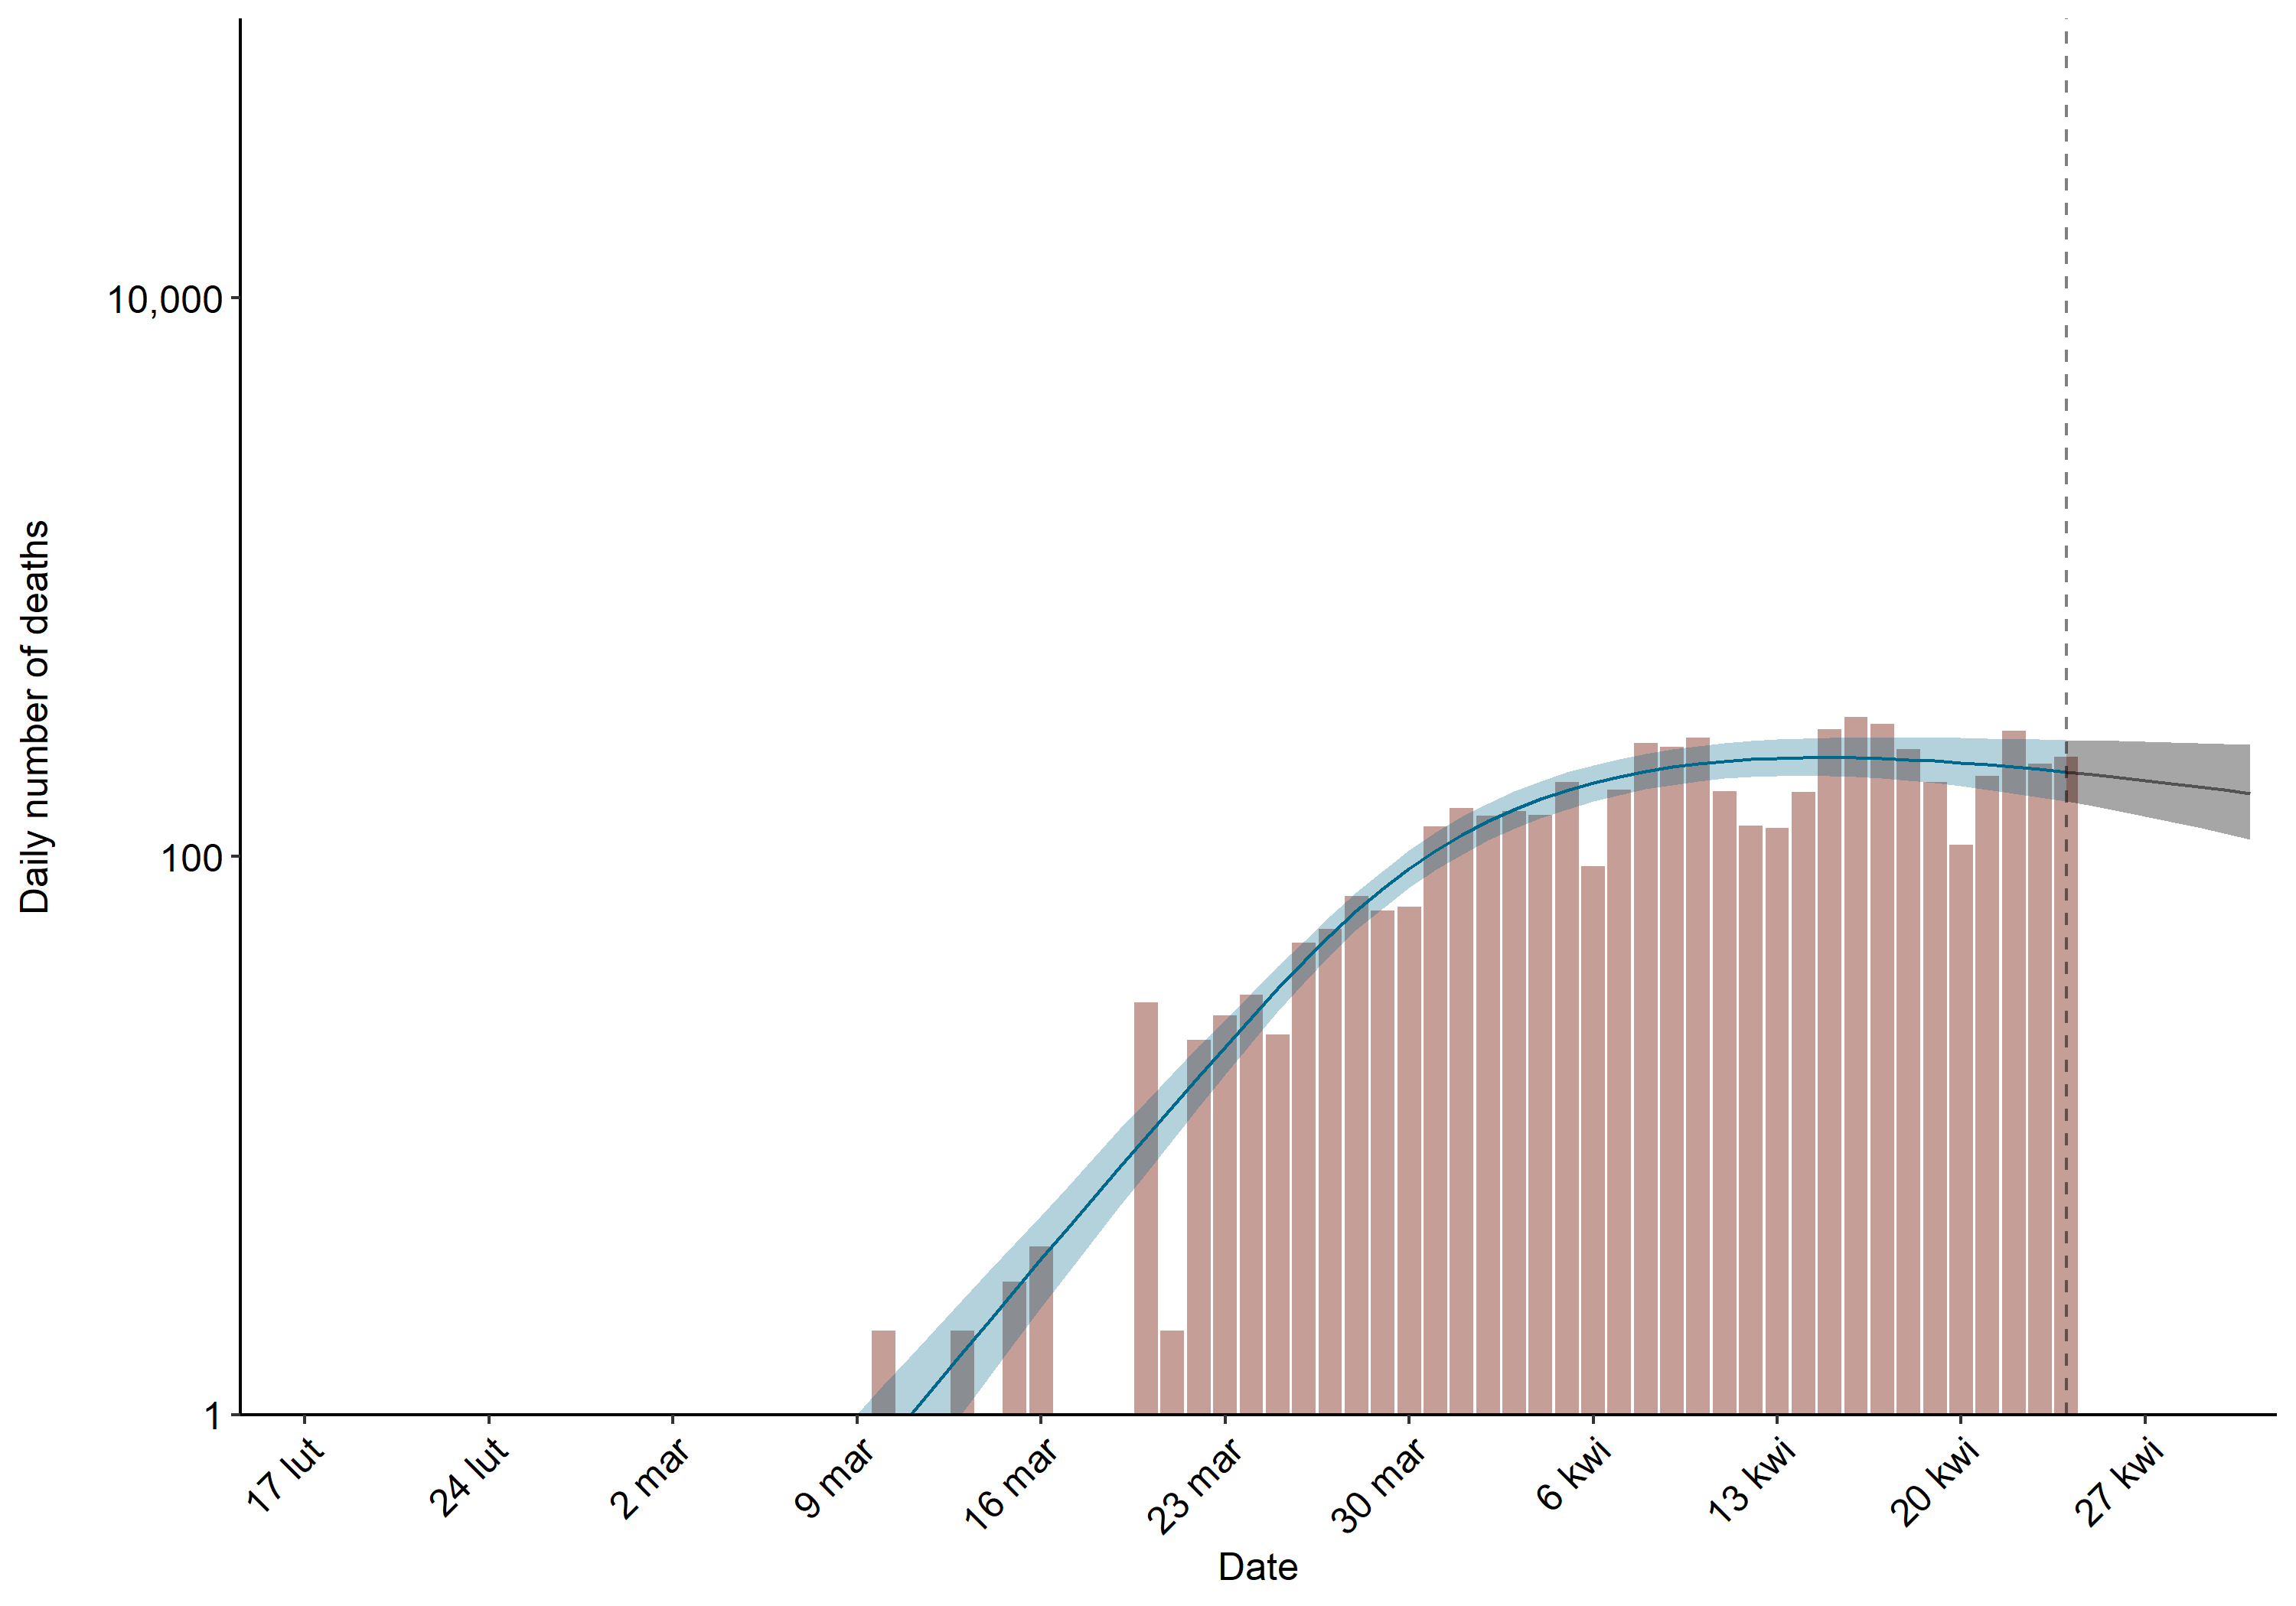 10,000
100
1
Daily number of deaths
17 lut
24 lut
2 mar
9 mar
16 mar
23 mar
30 mar
6 kwi
13 kwi
20 kwi
27 kwi
Date